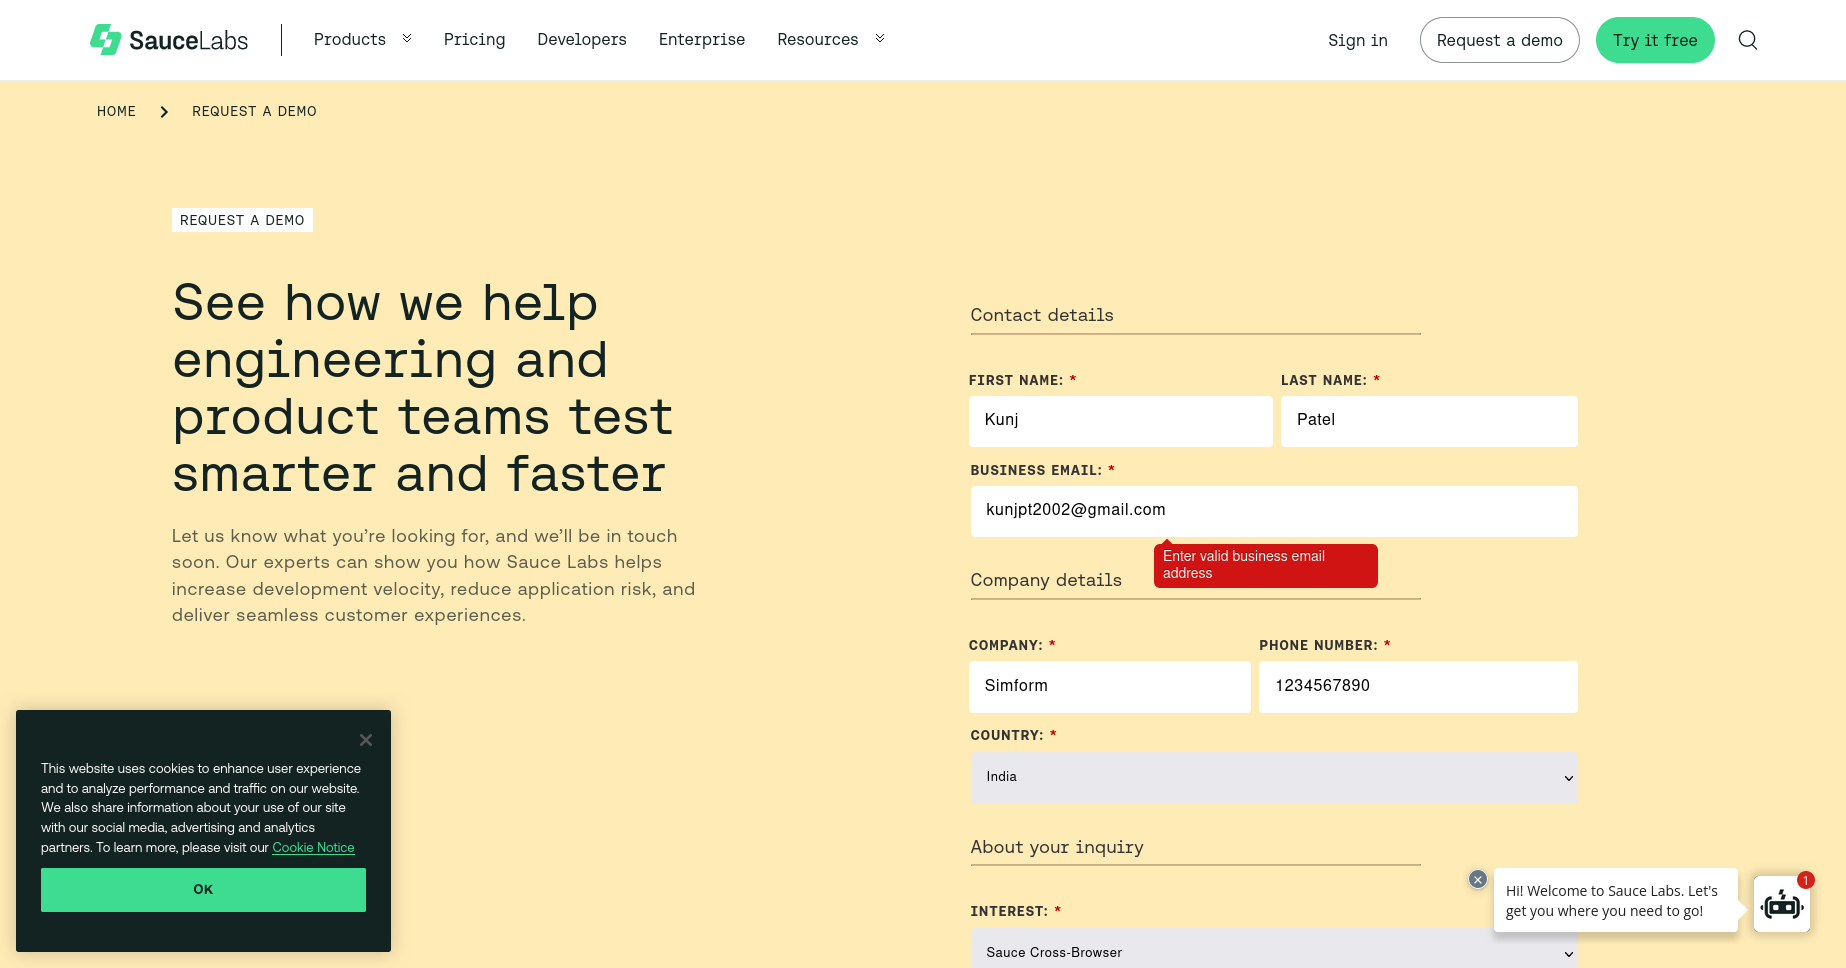 SauceLabs
Products
Pricing
Developers
Enterprise
Resources
Sign in
Request a demo
Try it free
HOME
REQUEST A DEMO
REQUEST A DEMO
See how we help
engineering and
product teams test
smarter and faster
Let us know what you’re looking for, and we’ll be in touch
soon. Our experts can show you how Sauce Labs helps
increase development velocity, reduce application risk, and
deliver seamless customer experiences.
Contact details
FIRST NAME: *
LAST NAME: *
Kunj
Patel
BUSINESS EMAIL: *
kunjpt2002@gmail.com
Enter valid business email
address
Company details
COMPANY: *
PHONE NUMBER: *
Simform
1234567890
COUNTRY: *
India
About your inquiry
INTEREST: *
Sauce Cross-Browser
This website uses cookies to enhance user experience
and to analyze performance and traffic on our website.
We also share information about your use of our site
with our social media, advertising and analytics
partners. To learn more, please visit our Cookie Notice
OK
Hi! Welcome to Sauce Labs. Let's
get you where you need to go!
1